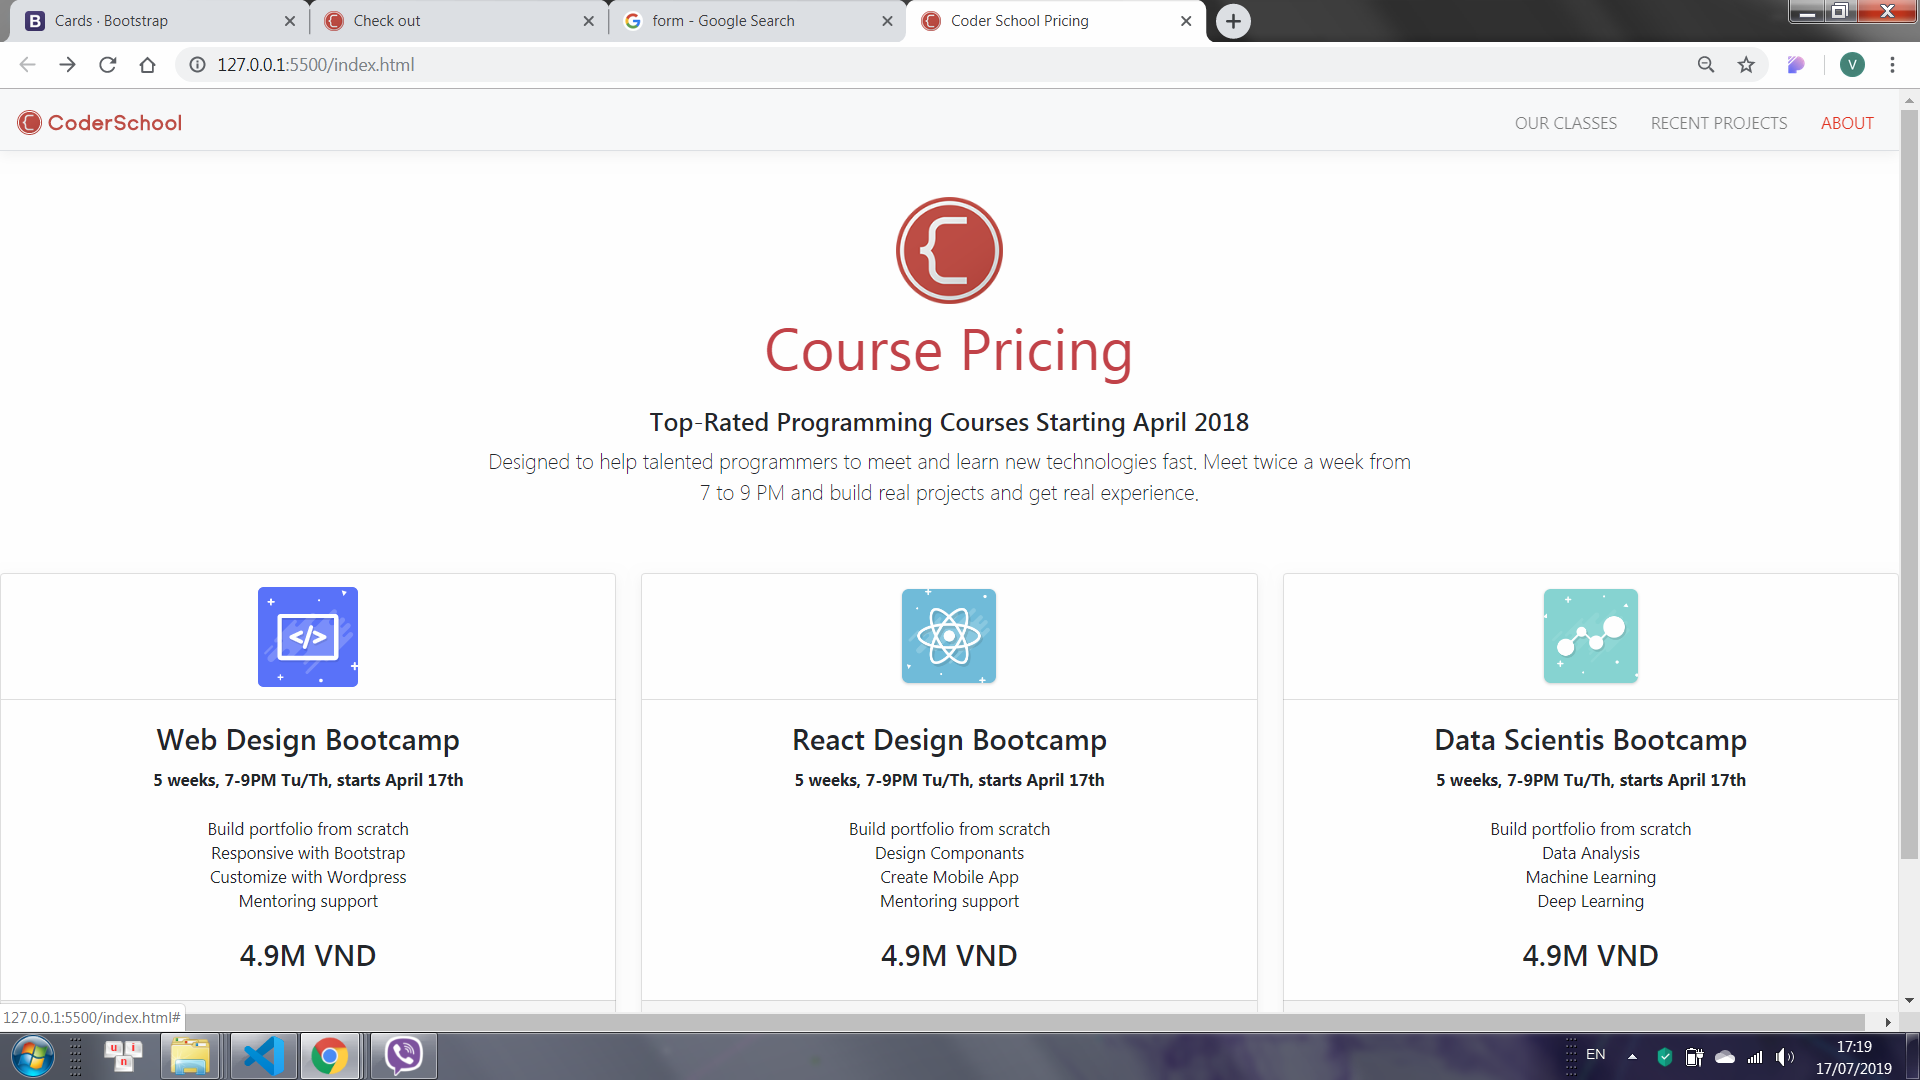 Cards · Bootstrap
Check out
form - Google Search
Coder School Pricing
127.0.0.1:5500/index.html
V
CoderSchool
OUR CLASSES
RECENT PROJECTS
ABOUT
Course Pricing
Top-Rated Programming Courses Starting April 2018
Designed to help talented programmers to meet and learn new technologies fast. Meet twice a week from
7 to 9 PM and build real projects and get real experience.
Web Design Bootcamp
5 weeks, 7-9PM Tu/Th, starts April 17th
Build portfolio from scratch
Responsive with Bootstrap
Customize with Wordpress
Mentoring support
4.9M VND
React Design Bootcamp
5 weeks, 7-9PM Tu/Th, starts April 17th
Build portfolio from scratch
Design Componants
Create Mobile App
Mentoring support
4.9M VND
Data Scientis Bootcamp
5 weeks, 7-9PM Tu/Th, starts April 17th
Build portfolio from scratch
Data Analysis
Machine Learning
Deep Learning
4.9M VND
127.0.0.1:5500/index.html#
u n i
EN
17:19
17/07/2019